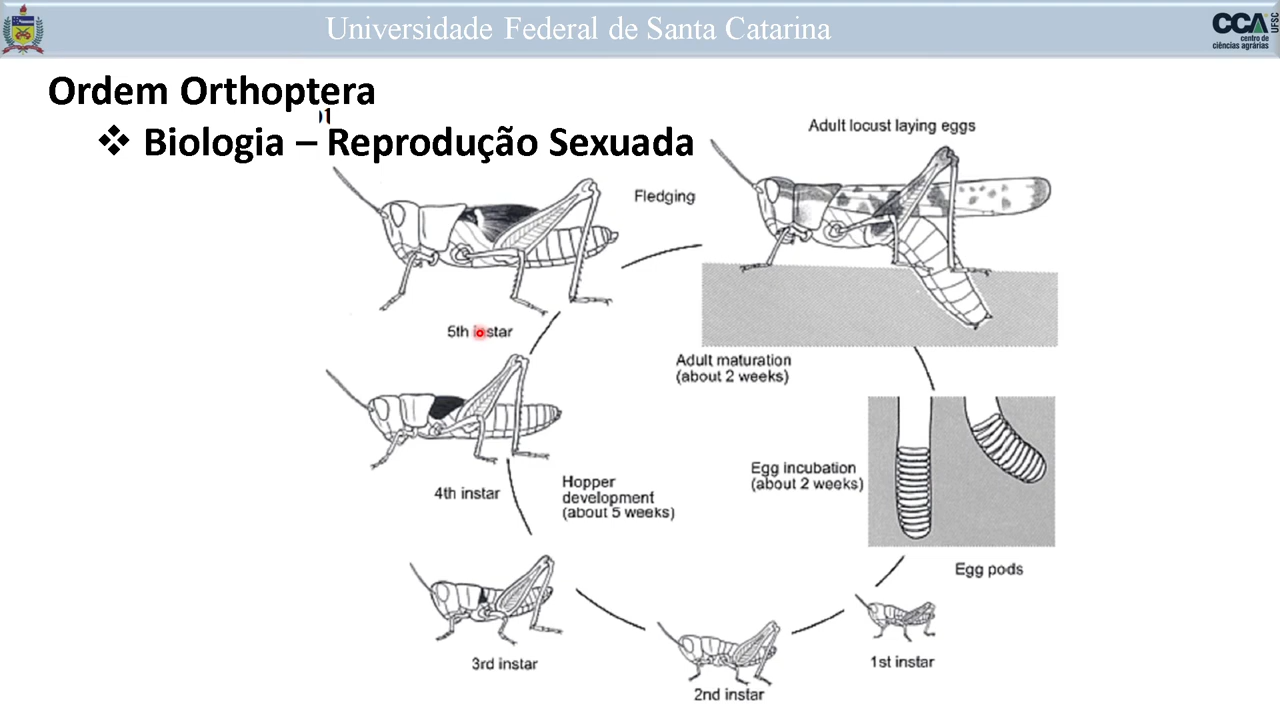 Universidade Federal de Santa Catarina
CCA
UFSC
centro de
ciências agrárias
Ordem Orthoptera
❖ Biologia – Reprodução Sexuada
Adult locust laying eggs
Fledging
5th instar
Adult maturation
(about 2 weeks)
4th instar
Hopper
development
(about 5 weeks)
Egg incubation
(about 2 weeks)
Egg pods
3rd instar
2nd instar
1st instar